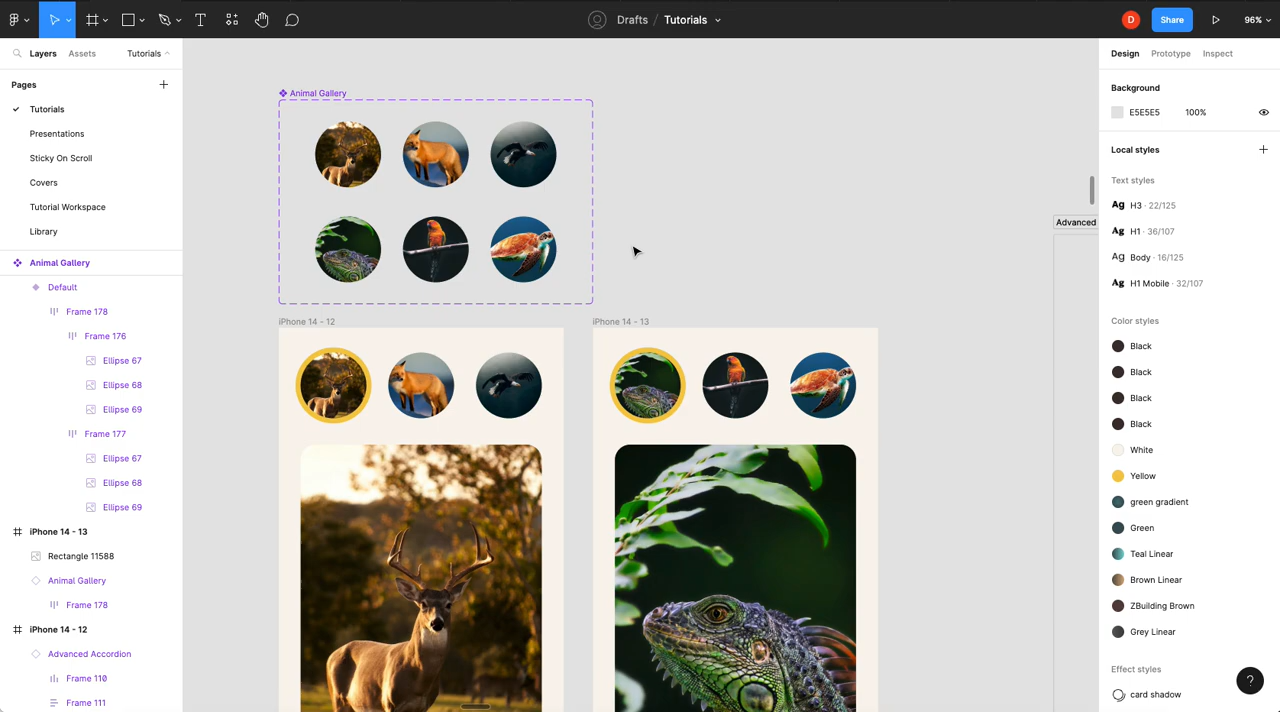 Drafts / Tutorials
D
Share
96%
Layers
Assets
Tutorials
Pages
Tutorials
Presentations
Sticky On Scroll
Covers
Tutorial Workspace
Library
Animal Gallery
Default
Frame 178
Frame 176
Ellipse 67
Ellipse 68
Ellipse 69
Frame 177
Ellipse 67
Ellipse 68
Ellipse 69
iPhone 14 - 13
Rectangle 11588
Animal Gallery
Frame 178
iPhone 14 - 12
Advanced Accordion
Frame 110
Frame 111
Animal Gallery
iPhone 14 - 12
iPhone 14 - 13
Advanced
Design
Prototype
Inspect
Background
E5E5E5
100%
Local styles
Text styles
Ag H3 · 22/125
Ag H1 · 36/107
Ag Body · 16/125
Ag H1 Mobile · 32/107
Color styles
Black
Black
Black
Black
White
Yellow
green gradient
Green
Teal Linear
Brown Linear
ZBuilding Brown
Grey Linear
Effect styles
card shadow
?